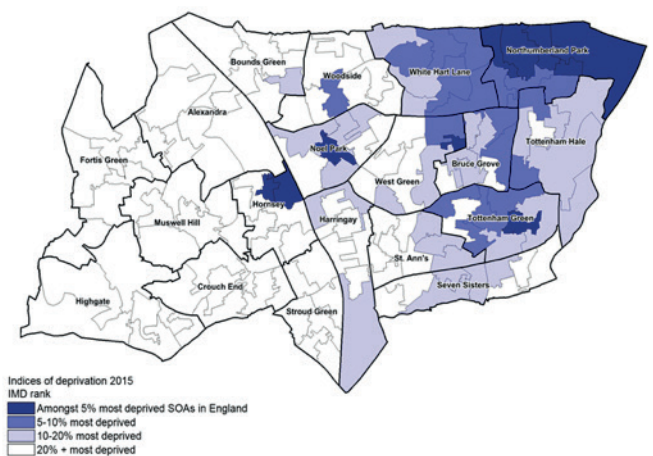 Northumberland Park
Bounds Green
Woodside
White Hart Lane
Alexandra
Noel Park
Tottenham Hale
Fortis Green
Bruce Grove
West Green
Hornsey
Harringay
Muswell Hill
Tottenham Green
St. Ann's
Crouch End
Seven Sisters
Highgate
Stroud Green
Indices of deprivation 2015
IMD rank
Amongst 5% most deprived SOAs in England
5-10% most deprived
10-20% most deprived
20% + most deprived